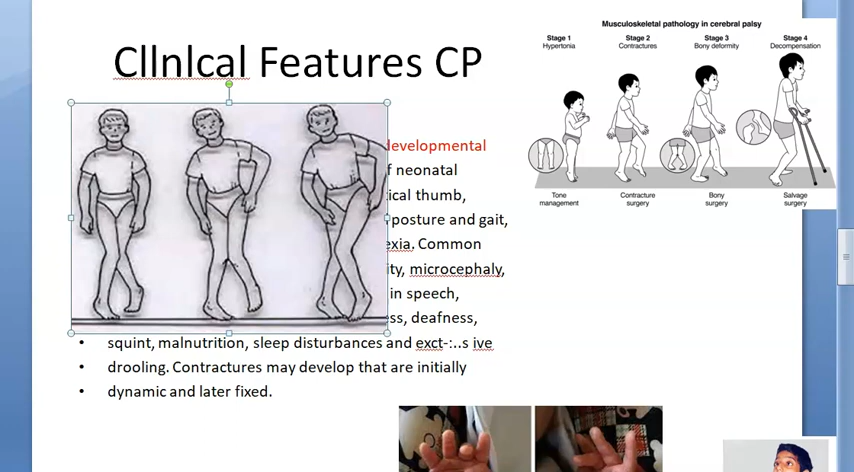 Cllnlcal Features CP
developmental
f neonatal
ical thumb,
posture and gait,
exia. Common
ity, microcephaly,
in speech,
ss, deafness,
• squint, malnutrition, sleep disturbances and exct-:..s ive
• drooling. Contractures may develop that are initially
• dynamic and later fixed.
Musculoskeletal pathology in cerebral palsy
Stage 1 Stage 2 Stage 3 Stage 4
Hypertonia Contractures Bony deformity Decompensation
Tone Contracture Bony Salvage
management surgery surgery surgery